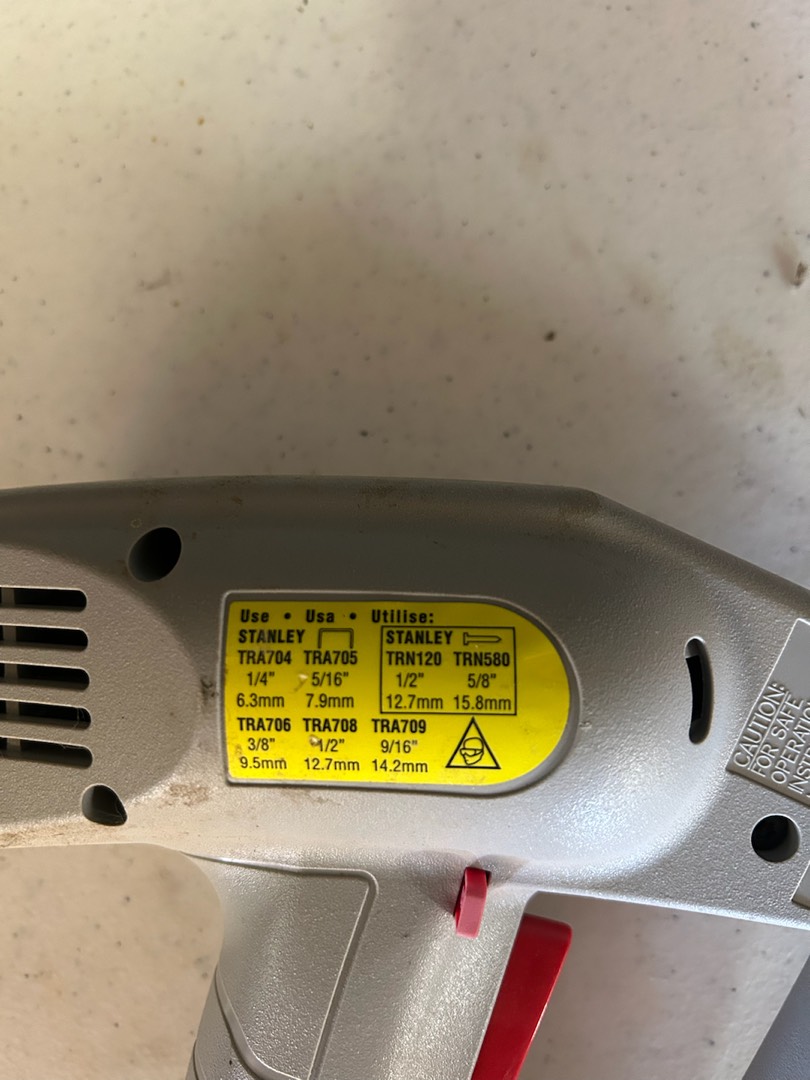 Use • Usa • Utilise:
STANLEY
TRA704 TRA705
1/4" 5/16"
6.3mm 7.9mm
STANLEY
TRN120 TRN580
1/2" 5/8"
12.7mm 15.8mm
TRA706 TRA708 TRA709
3/8" 1/2" 9/16"
9.5mm 12.7mm 14.2mm
CAUTION:
FOR SAFE